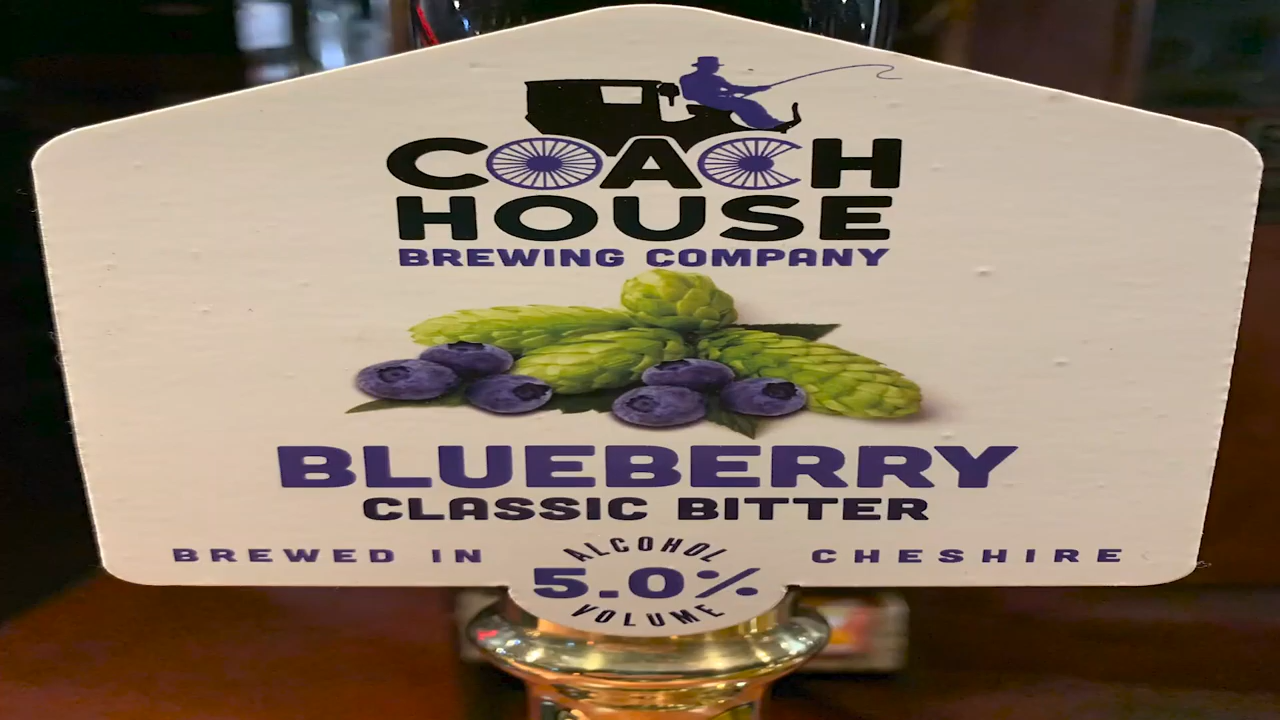 COACH
HOUSE
BREWING COMPANY
BLUEBERRY
CLASSIC BITTER
BREWED IN CHESHIRE
ALCOHOL
5.0%
VOLUME